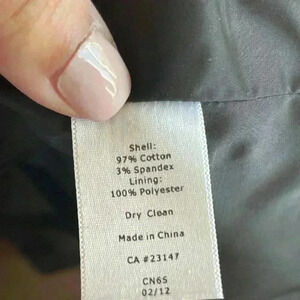 Shell:
97% Cotton
3% Spandex
Lining:
100% Polyester
Dry Clean
Made in China
CA #23147
CN65
02/12